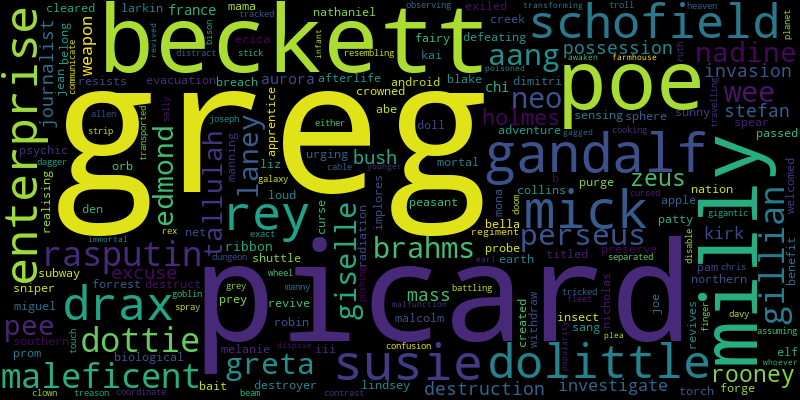 greg
picard
beckett
poe
enterprise
schofield
gandalf
milly
rey
mick
drax
susie
dolittle
maleficent
rasputin
dottie
brahms
perseus
aang
neo
wee
nadine
zeus
holmes
greta
giselle
gillian
tallulah
laney
edmond
pee
excuse
mass
bush
rooney
kirk
stefan
invasion
possession
journalist
weapon
france
cleared
larkin
mama
nathaniel
fairy
creek
exiled
observing
transforming
troll
heaven
tracked
revived
bison
distract
erica
stick
infant
resembling
defeating
kai
belong
jean
communicate
resists
evacuation
breach
aurora
afterlife
android
blake
poisoned
awaken
farmhouse
ruth
planet
dimitri
crowned
chi
sensing
sphere
sunny
travelling
spear
passed
abe
apprentice
allen
strip
sally
joseph
either
doll
mortal
adventure
gagged
cooking
purge
nation
welcomed
psychic
dagger
orb
transported
manning
liz
urging
cable
younger
peasant
mona
collins
apple
b
cursed
patty
gigantic
realising
den
galaxy
loud
implores
bella
doom
regiment
immortal
rex
net
exact
curse
radiation
probe
earth
titled
preserve
separated
disable
pam
chris
northern
benefit
ribbon
shuttle
dungeon
wheel
subway
destruct
grey
prey
revive
manny
earl
battling
created
withdraw
insect
tricked
fleet
nicholas
joe
revives
finger
davy
assuming
sniper
forrest
goblin
spray
robin
malcolm
malfunction
sang
plea
popularity
elf
whoever
miguel
southern
touch
melanie
iii
dispose
confusion
investigate
torch
forge
prom
biological
bait
destroyer
lindsey
destruction
clown
treason
coordinate
beam
contrast